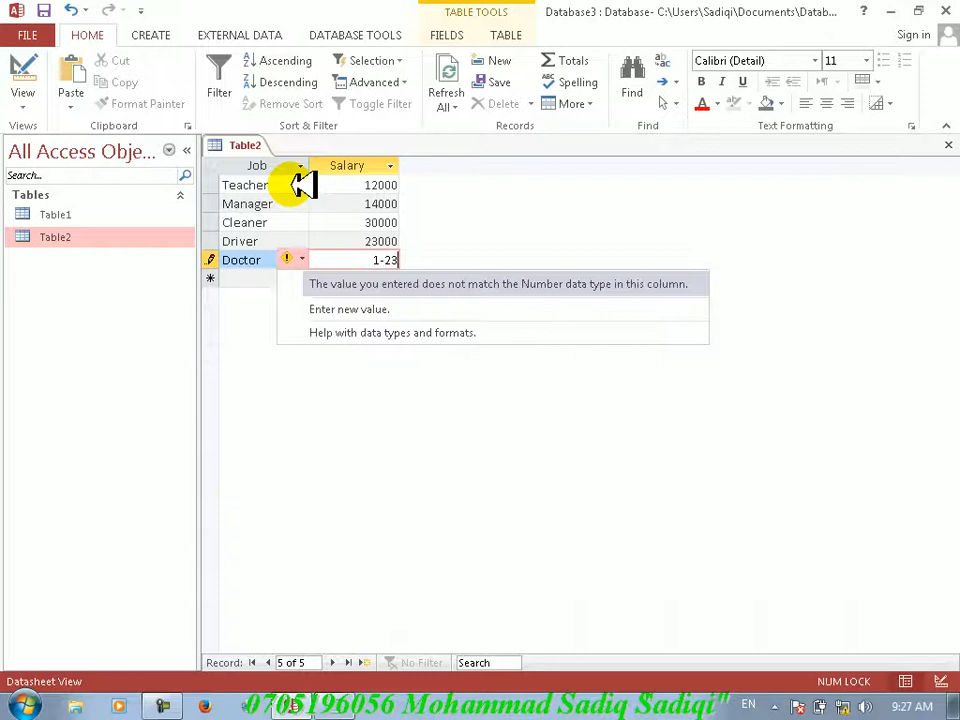 TABLE TOOLS
Database3 : Database- C:\Users\Sadiqi\Documents\Datab...
FILE HOME CREATE EXTERNAL DATA DATABASE TOOLS FIELDS TABLE Sign in
View
Views
Paste
Cut
Copy
Format Painter
Clipboard
Filter
Ascending
Descending
Remove Sort
Selection
Advanced
Toggle Filter
Sort & Filter
Refresh
All
New
Save
Delete
Totals
Spelling
More
Records
Find
Find
Calibri (Detail) 11
B I U
Text Formatting
All Access Obje...
Search...
Tables
Table1
Table2
Table2
Job Salary
Teacher 12000
Manager 14000
Cleaner 30000
Driver 23000
Doctor 1-23
The value you entered does not match the Number data type in this column.
Enter new value.
Help with data types and formats.
Record: 5 of 5 No Filter Search
Datasheet View NUM LOCK
0705196056 Mohammad Sadiq Sadiqi"
EN 9:27 AM